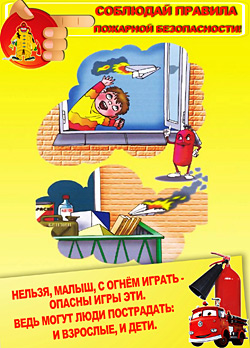 СОБЛЮДАЙ ПРАВИЛА
ПОЖАРНОЙ БЕЗОПАСНОСТИ!
НЕЛЬЗЯ, МАЛЫШ, С ОГНЁМ ИГРАТЬ -
ОПАСНЫ ИГРЫ ЭТИ.
ВЕДЬ МОГУТ ЛЮДИ ПОСТРАДАТЬ:
И ВЗРОСЛЫЕ, И ДЕТИ.